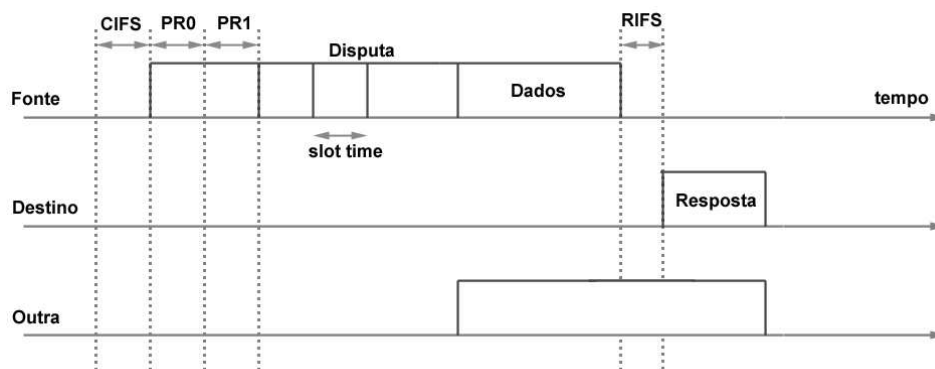 CIFS PR0 PR1 RIFS
Disputa
Fonte Dados tempo
slot time
Destino Resposta
Outra